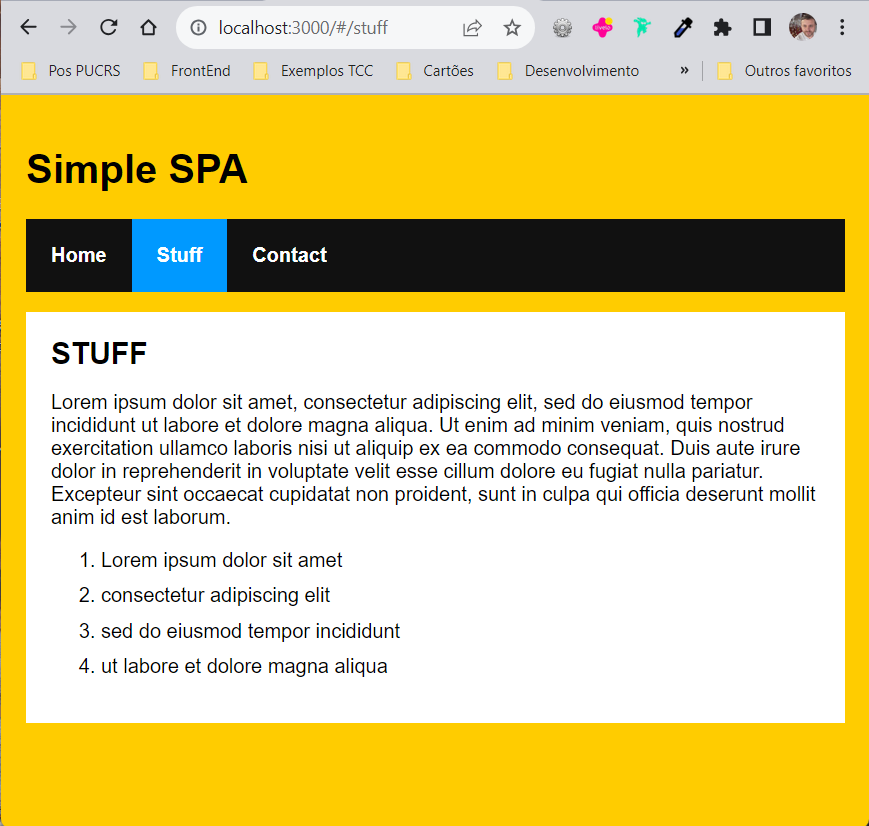 localhost:3000/#/stuff
Pos PUCRS FrontEnd Exemplos TCC Cartões Desenvolvimento » Outros favoritos
Simple SPA
Home Stuff Contact
STUFF
Lorem ipsum dolor sit amet, consectetur adipiscing elit, sed do eiusmod tempor
incididunt ut labore et dolore magna aliqua. Ut enim ad minim veniam, quis nostrud
exercitation ullamco laboris nisi ut aliquip ex ea commodo consequat. Duis aute irure
dolor in reprehenderit in voluptate velit esse cillum dolore eu fugiat nulla pariatur.
Excepteur sint occaecat cupidatat non proident, sunt in culpa qui officia deserunt mollit
anim id est laborum.
1. Lorem ipsum dolor sit amet
2. consectetur adipiscing elit
3. sed do eiusmod tempor incididunt
4. ut labore et dolore magna aliqua